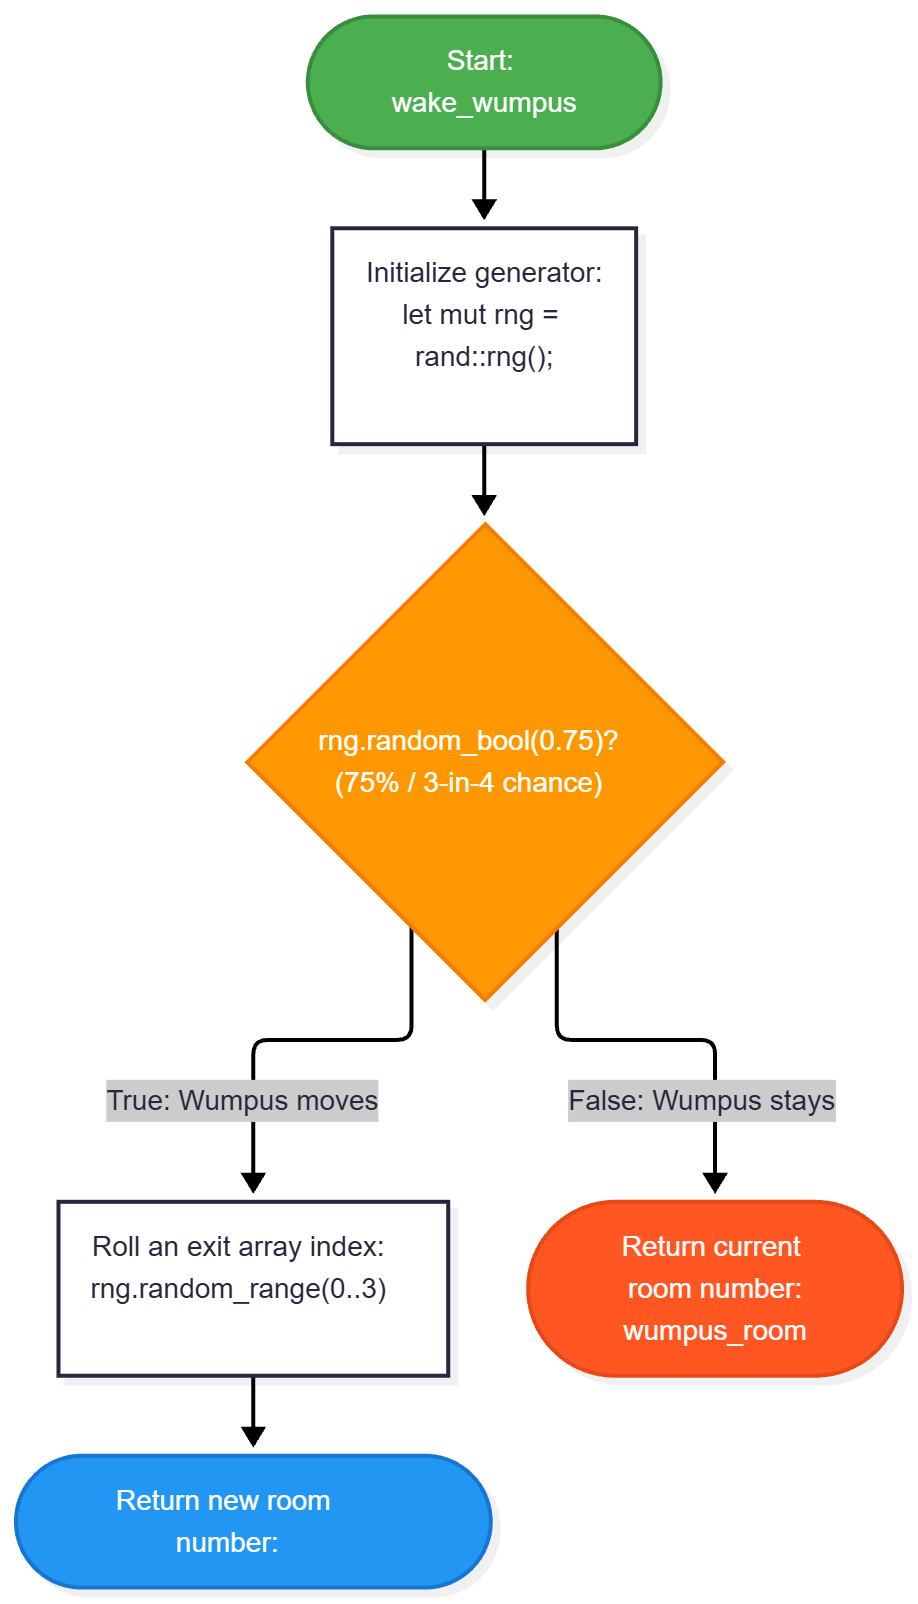 Start:
wake_wumpus
Initialize generator:
let mut rng =
rand::rng();
rng.random_bool(0.75)?
(75% / 3-in-4 chance)
True: Wumpus moves
False: Wumpus stays
Roll an exit array index:
rng.random_range(0..3)
Return current
room number:
wumpus_room
Return new room
number: